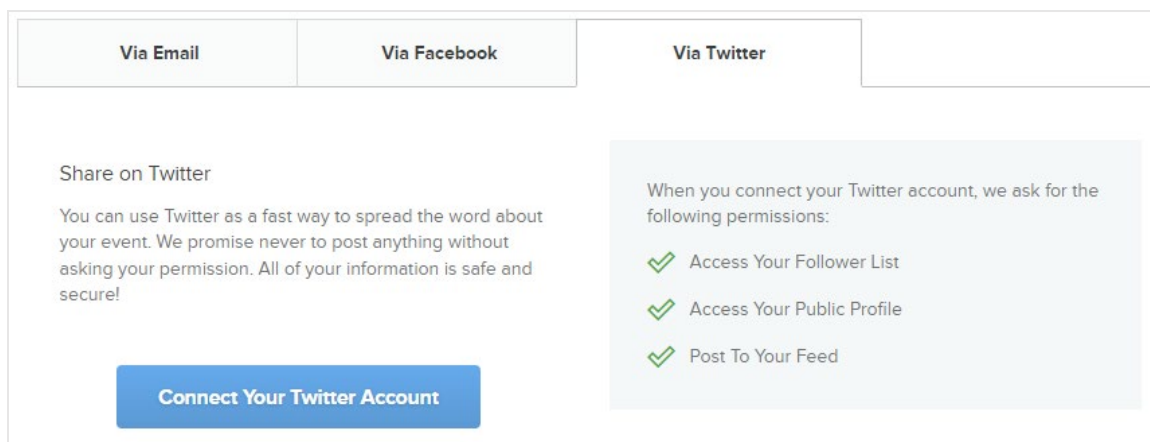 Via Email
Via Facebook
Via Twitter
Share on Twitter
You can use Twitter as a fast way to spread the word about
your event. We promise never to post anything without
asking your permission. All of your information is safe and
secure!
Connect Your Twitter Account
When you connect your Twitter account, we ask for the
following permissions:
Access Your Follower List
Access Your Public Profile
Post To Your Feed